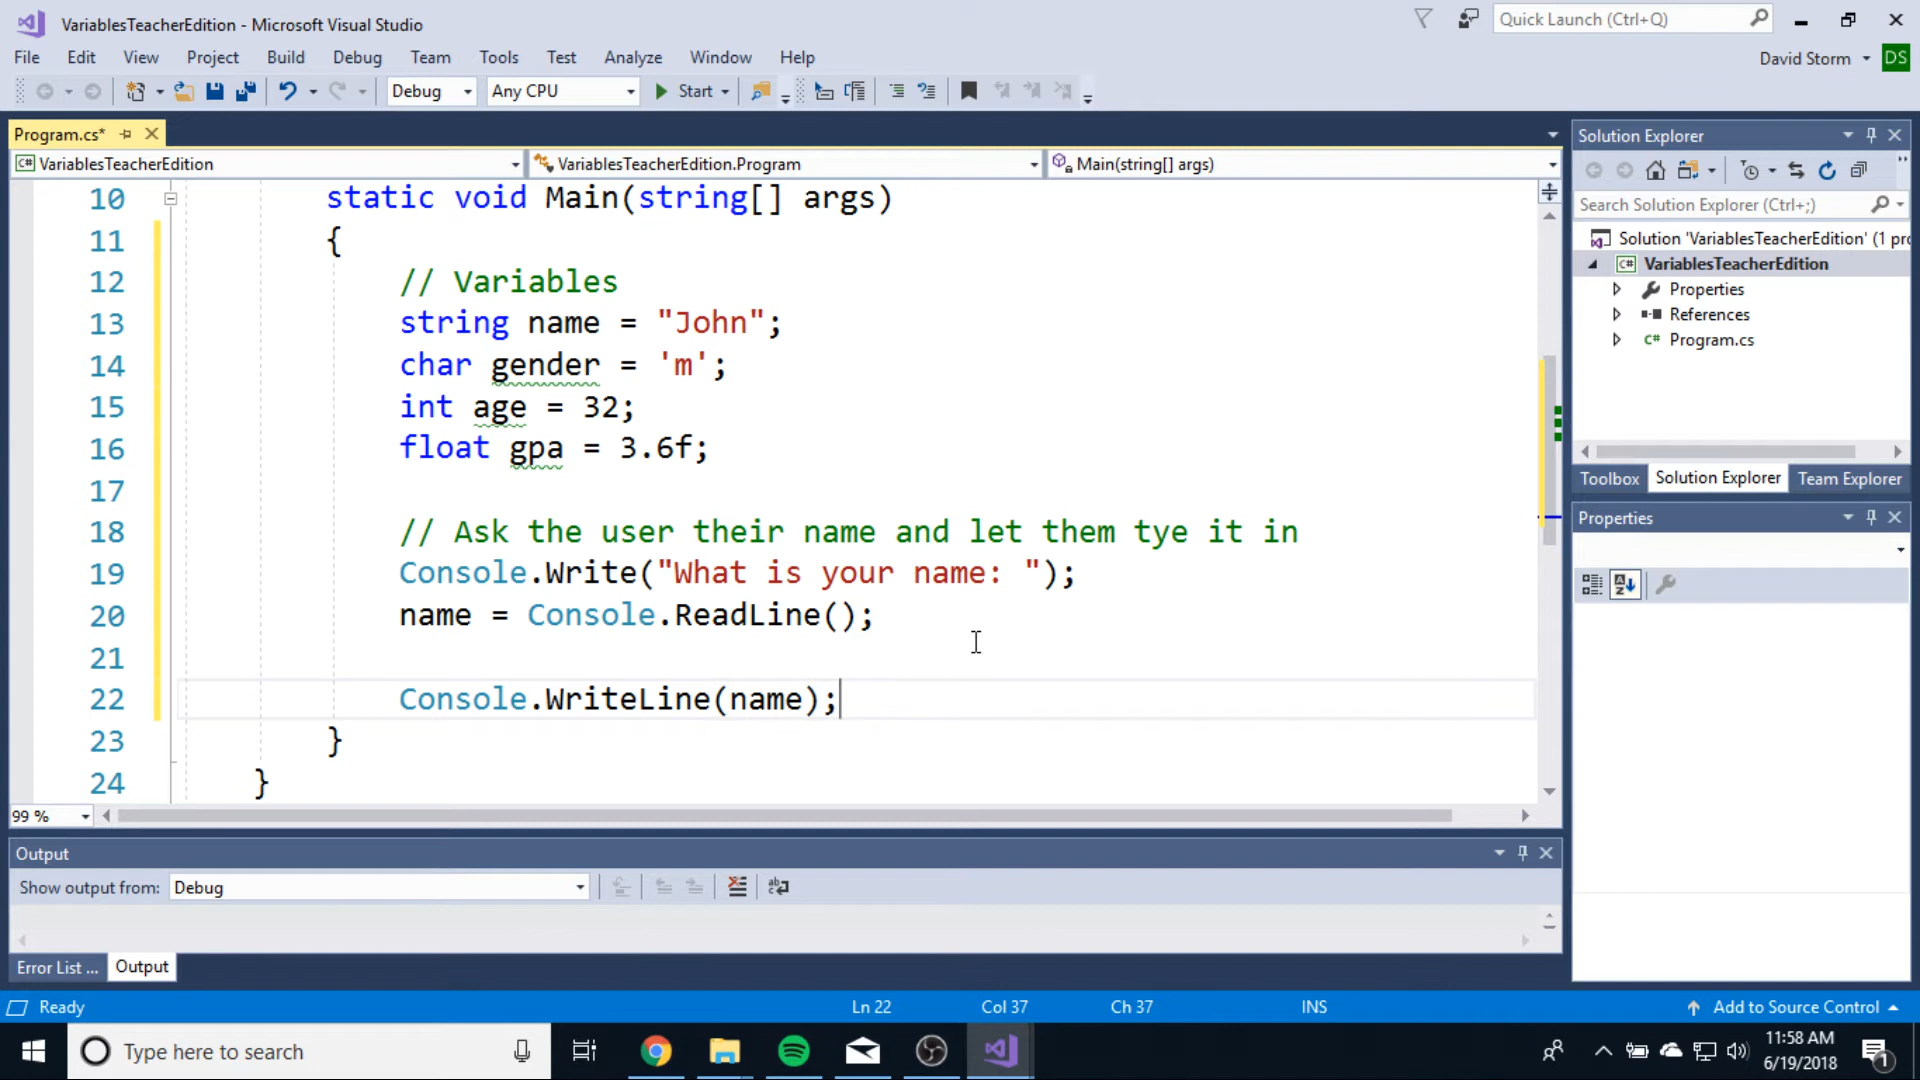 VariablesTeacherEdition - Microsoft Visual Studio
Quick Launch (Ctrl+Q)
File Edit View Project Build Debug Team Tools Test Analyze Window Help
David Storm DS
Debug Any CPU Start
Program.cs*
VariablesTeacherEdition VariablesTeacherEdition.Program Main(string[] args)
10 static void Main(string[] args)
11 {
12 // Variables
13 string name = "John";
14 char gender = 'm';
15 int age = 32;
16 float gpa = 3.6f;
17
18 // Ask the user their name and let them tye it in
19 Console.Write("What is your name: ");
20 name = Console.ReadLine();
21
22 Console.WriteLine(name);
23 }
24 }
99 %
Solution Explorer
Search Solution Explorer (Ctrl+;)
Solution 'VariablesTeacherEdition' (1 pr
C# VariablesTeacherEdition
Properties
References
C# Program.cs
Toolbox Solution Explorer Team Explorer
Properties
Output
Show output from: Debug
Error List ... Output
Ready Ln 22 Col 37 Ch 37 INS Add to Source Control
Type here to search
11:58 AM
6/19/2018
1